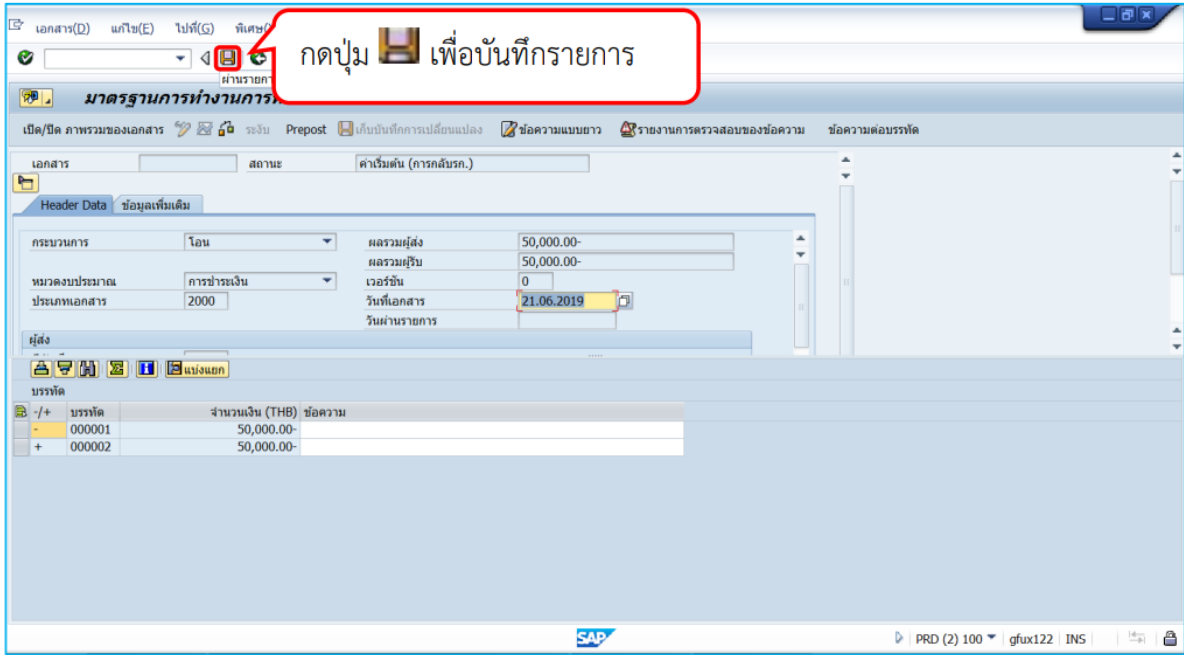 เอกสาร(D) แก้ไข(E) ไปที่(G) พิเศษ(
กดปุ่ม เพื่อบันทึกรายการ
ผ่านรายกา
มาตรฐานการทำงานการ
เปิด/ปิด ภาพรวมของเอกสาร ระงับ Prepost เก็บบันทึกการเปลี่ยนแปลง ข้อความแบบยาว รายงานการตรวจสอบของข้อความ ข้อความต่อบรรทัด
เอกสาร สถานะ ค่าเริ่มต้น (การกลับรก.)
Header Data ข้อมูลเพิ่มเติม
กระบวนการ โอน ผลรวมผู้ส่ง 50,000.00-
ผลรวมผู้รับ 50,000.00-
หมวดงบประมาณ การชำระเงิน เวอร์ชัน 0
ประเภทเอกสาร 2000 วันที่เอกสาร 21.06.2019
วันผ่านรายการ
ผู้ส่ง
แบ่งแยก
บรรทัด
-/+ บรรทัด จำนวนเงิน (THB) ข้อความ
- 000001 50,000.00-
+ 000002 50,000.00-
SAP PRD (2) 100 gfux122 INS